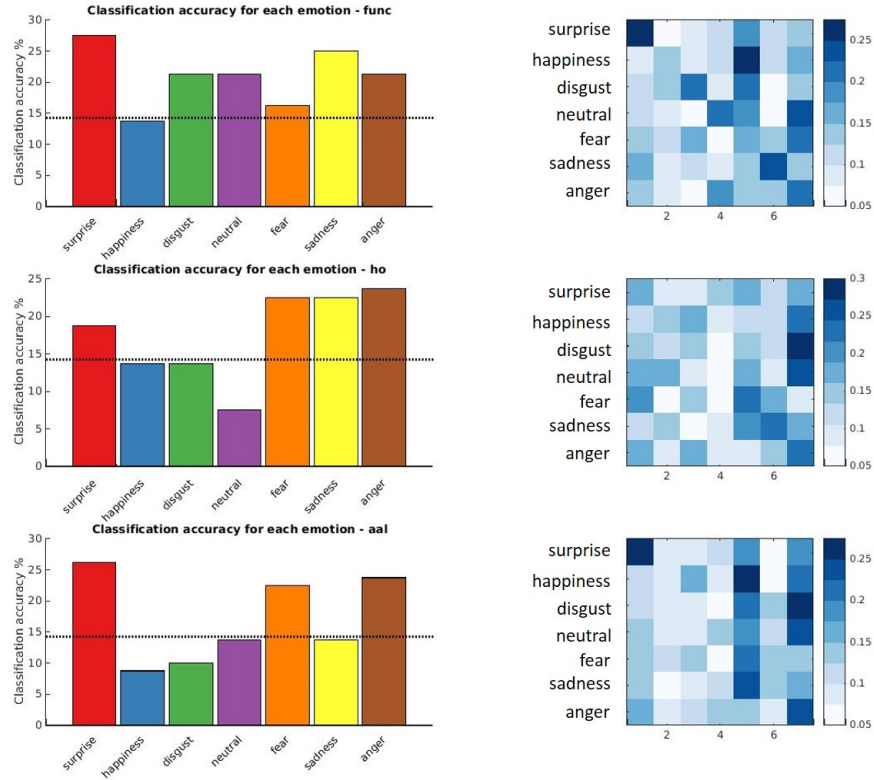 Classification accuracy for each emotion - func
Classification accuracy %
30
25
20
15
10
5
0
surprise
happiness
disgust
neutral
fear
sadness
anger
surprise
happiness
disgust
neutral
fear
sadness
anger
2
4
6
0.25
0.2
0.15
0.1
0.05
Classification accuracy for each emotion - ho
Classification accuracy %
25
20
15
10
5
0
surprise
happiness
disgust
neutral
fear
sadness
anger
surprise
happiness
disgust
neutral
fear
sadness
anger
2
4
6
0.3
0.25
0.2
0.15
0.1
0.05
Classification accuracy for each emotion - aal
Classification accuracy %
30
25
20
15
10
5
0
surprise
happiness
disgust
neutral
fear
sadness
anger
surprise
happiness
disgust
neutral
fear
sadness
anger
2
4
6
0.25
0.2
0.15
0.1
0.05